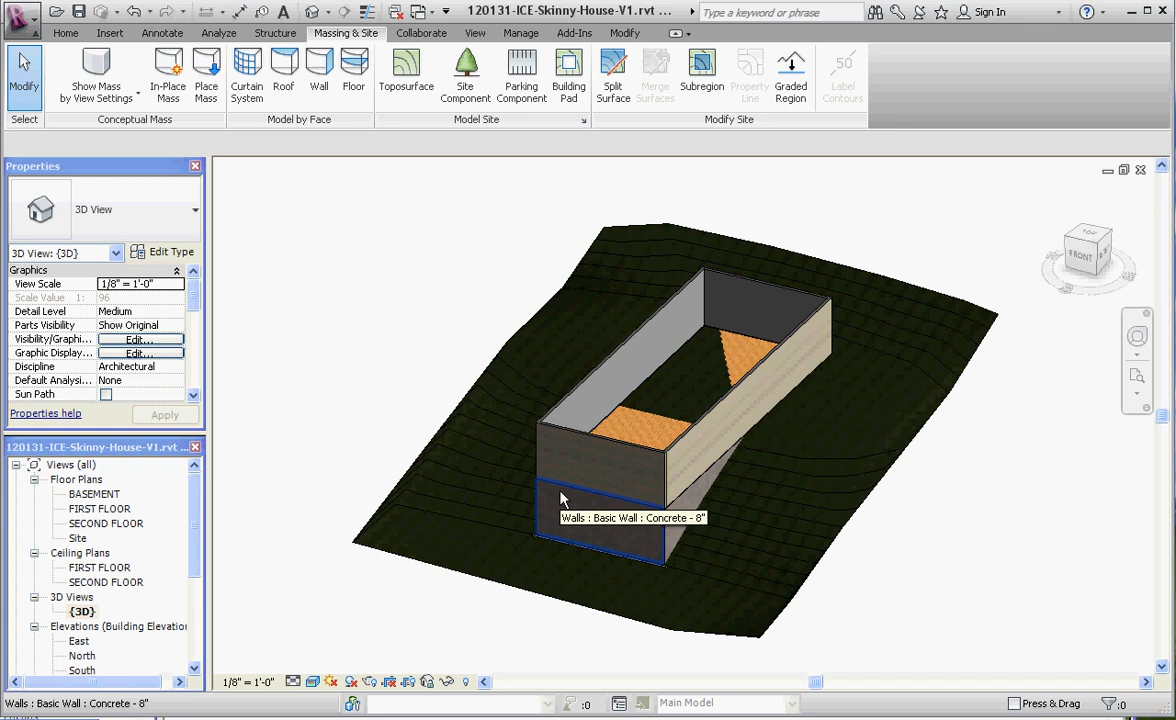 120131-ICE-Skinny-House-V1.rvt ...
Type a keyword or phrase
Sign In
Home Insert Annotate Analyze Structure Massing & Site Collaborate View Manage Add-Ins Modify
Modify
Show Mass
by View Settings
In-Place
Mass
Place
Mass
Curtain
System
Roof
Wall
Floor
Toposurface
Site
Component
Parking
Component
Building
Pad
Split
Surface
Merge
Surfaces
Subregion
Property
Line
Graded
Region
50
Label
Contours
Select
Conceptual Mass
Model by Face
Model Site
Modify Site
Properties
3D View
3D View: {3D}
Edit Type
Graphics
View Scale 1/8" = 1'-0"
Scale Value 1: 96
Detail Level Medium
Parts Visibility Show Original
Visibility/Graphi... Edit...
Graphic Display... Edit...
Discipline Architectural
Default Analysi... None
Sun Path
Properties help
Apply
120131-ICE-Skinny-House-V1.rvt ...
Views (all)
Floor Plans
BASEMENT
FIRST FLOOR
SECOND FLOOR
Site
Ceiling Plans
FIRST FLOOR
SECOND FLOOR
3D Views
{3D}
Elevations (Building Elevation
East
North
South
TOP
FRONT
Walls : Basic Wall : Concrete - 8"
1/8" = 1'-0"
Walls : Basic Wall : Concrete - 8"
:0
Main Model
Press & Drag
:0